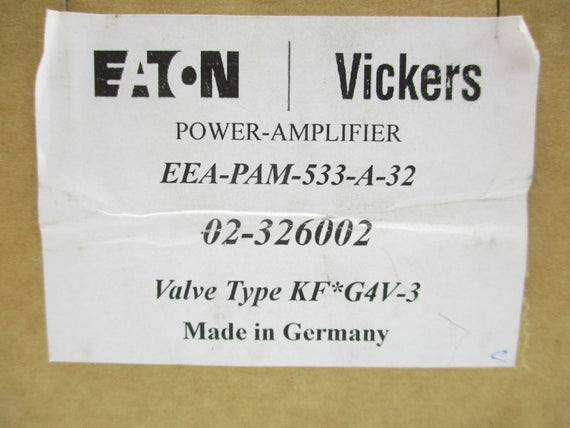 EATON | Vickers
POWER-AMPLIFIER
EEA-PAM-533-A-32
02-326002
Valve Type KF*G4V-3
Made in Germany